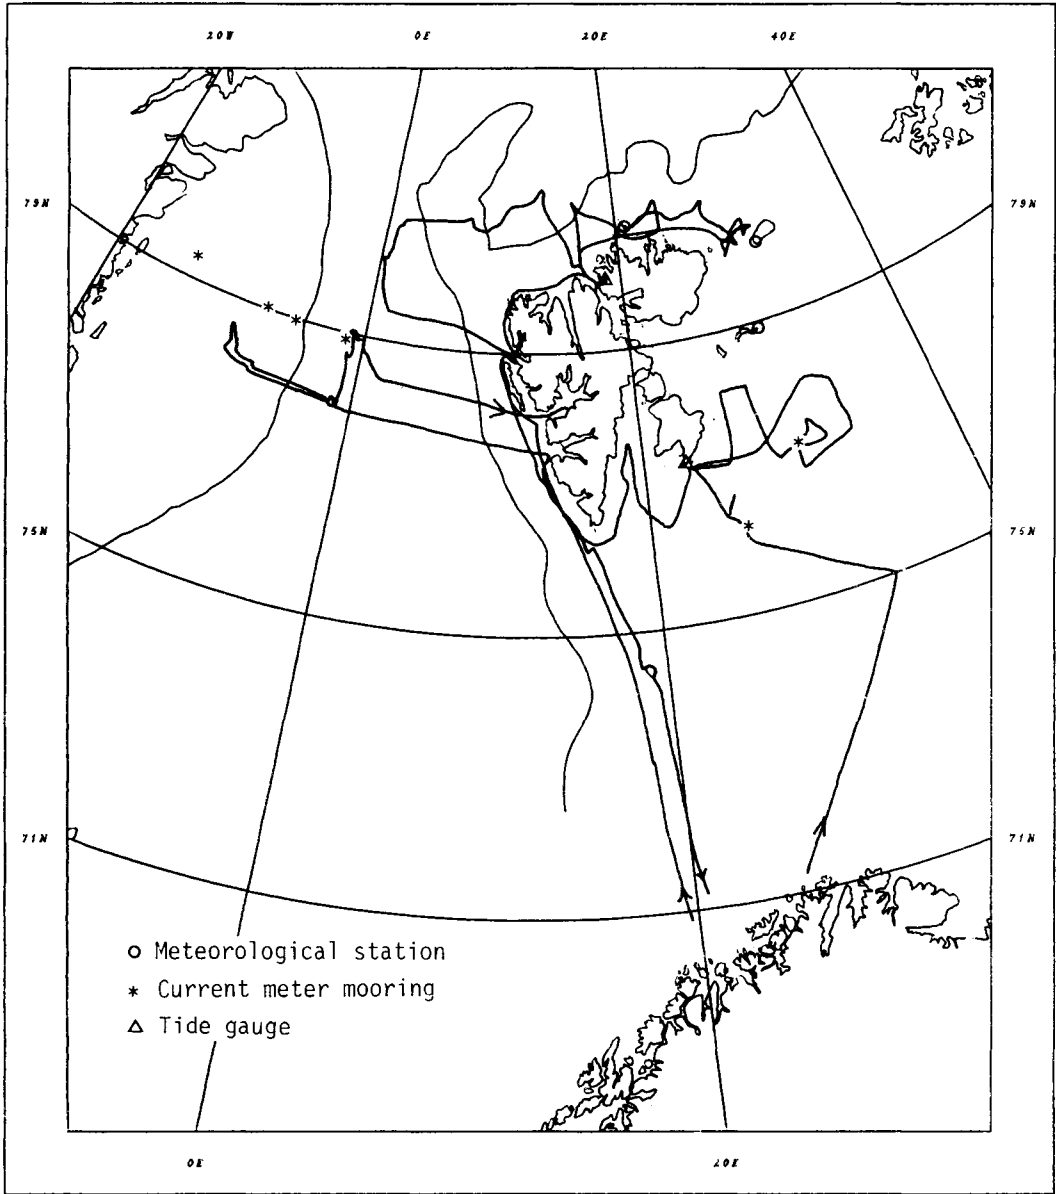 20W 0E 20E 40E
79N 79N
75N 75N
71N 71N
o Meteorological station
* Current meter mooring
△ Tide gauge
0E 20E